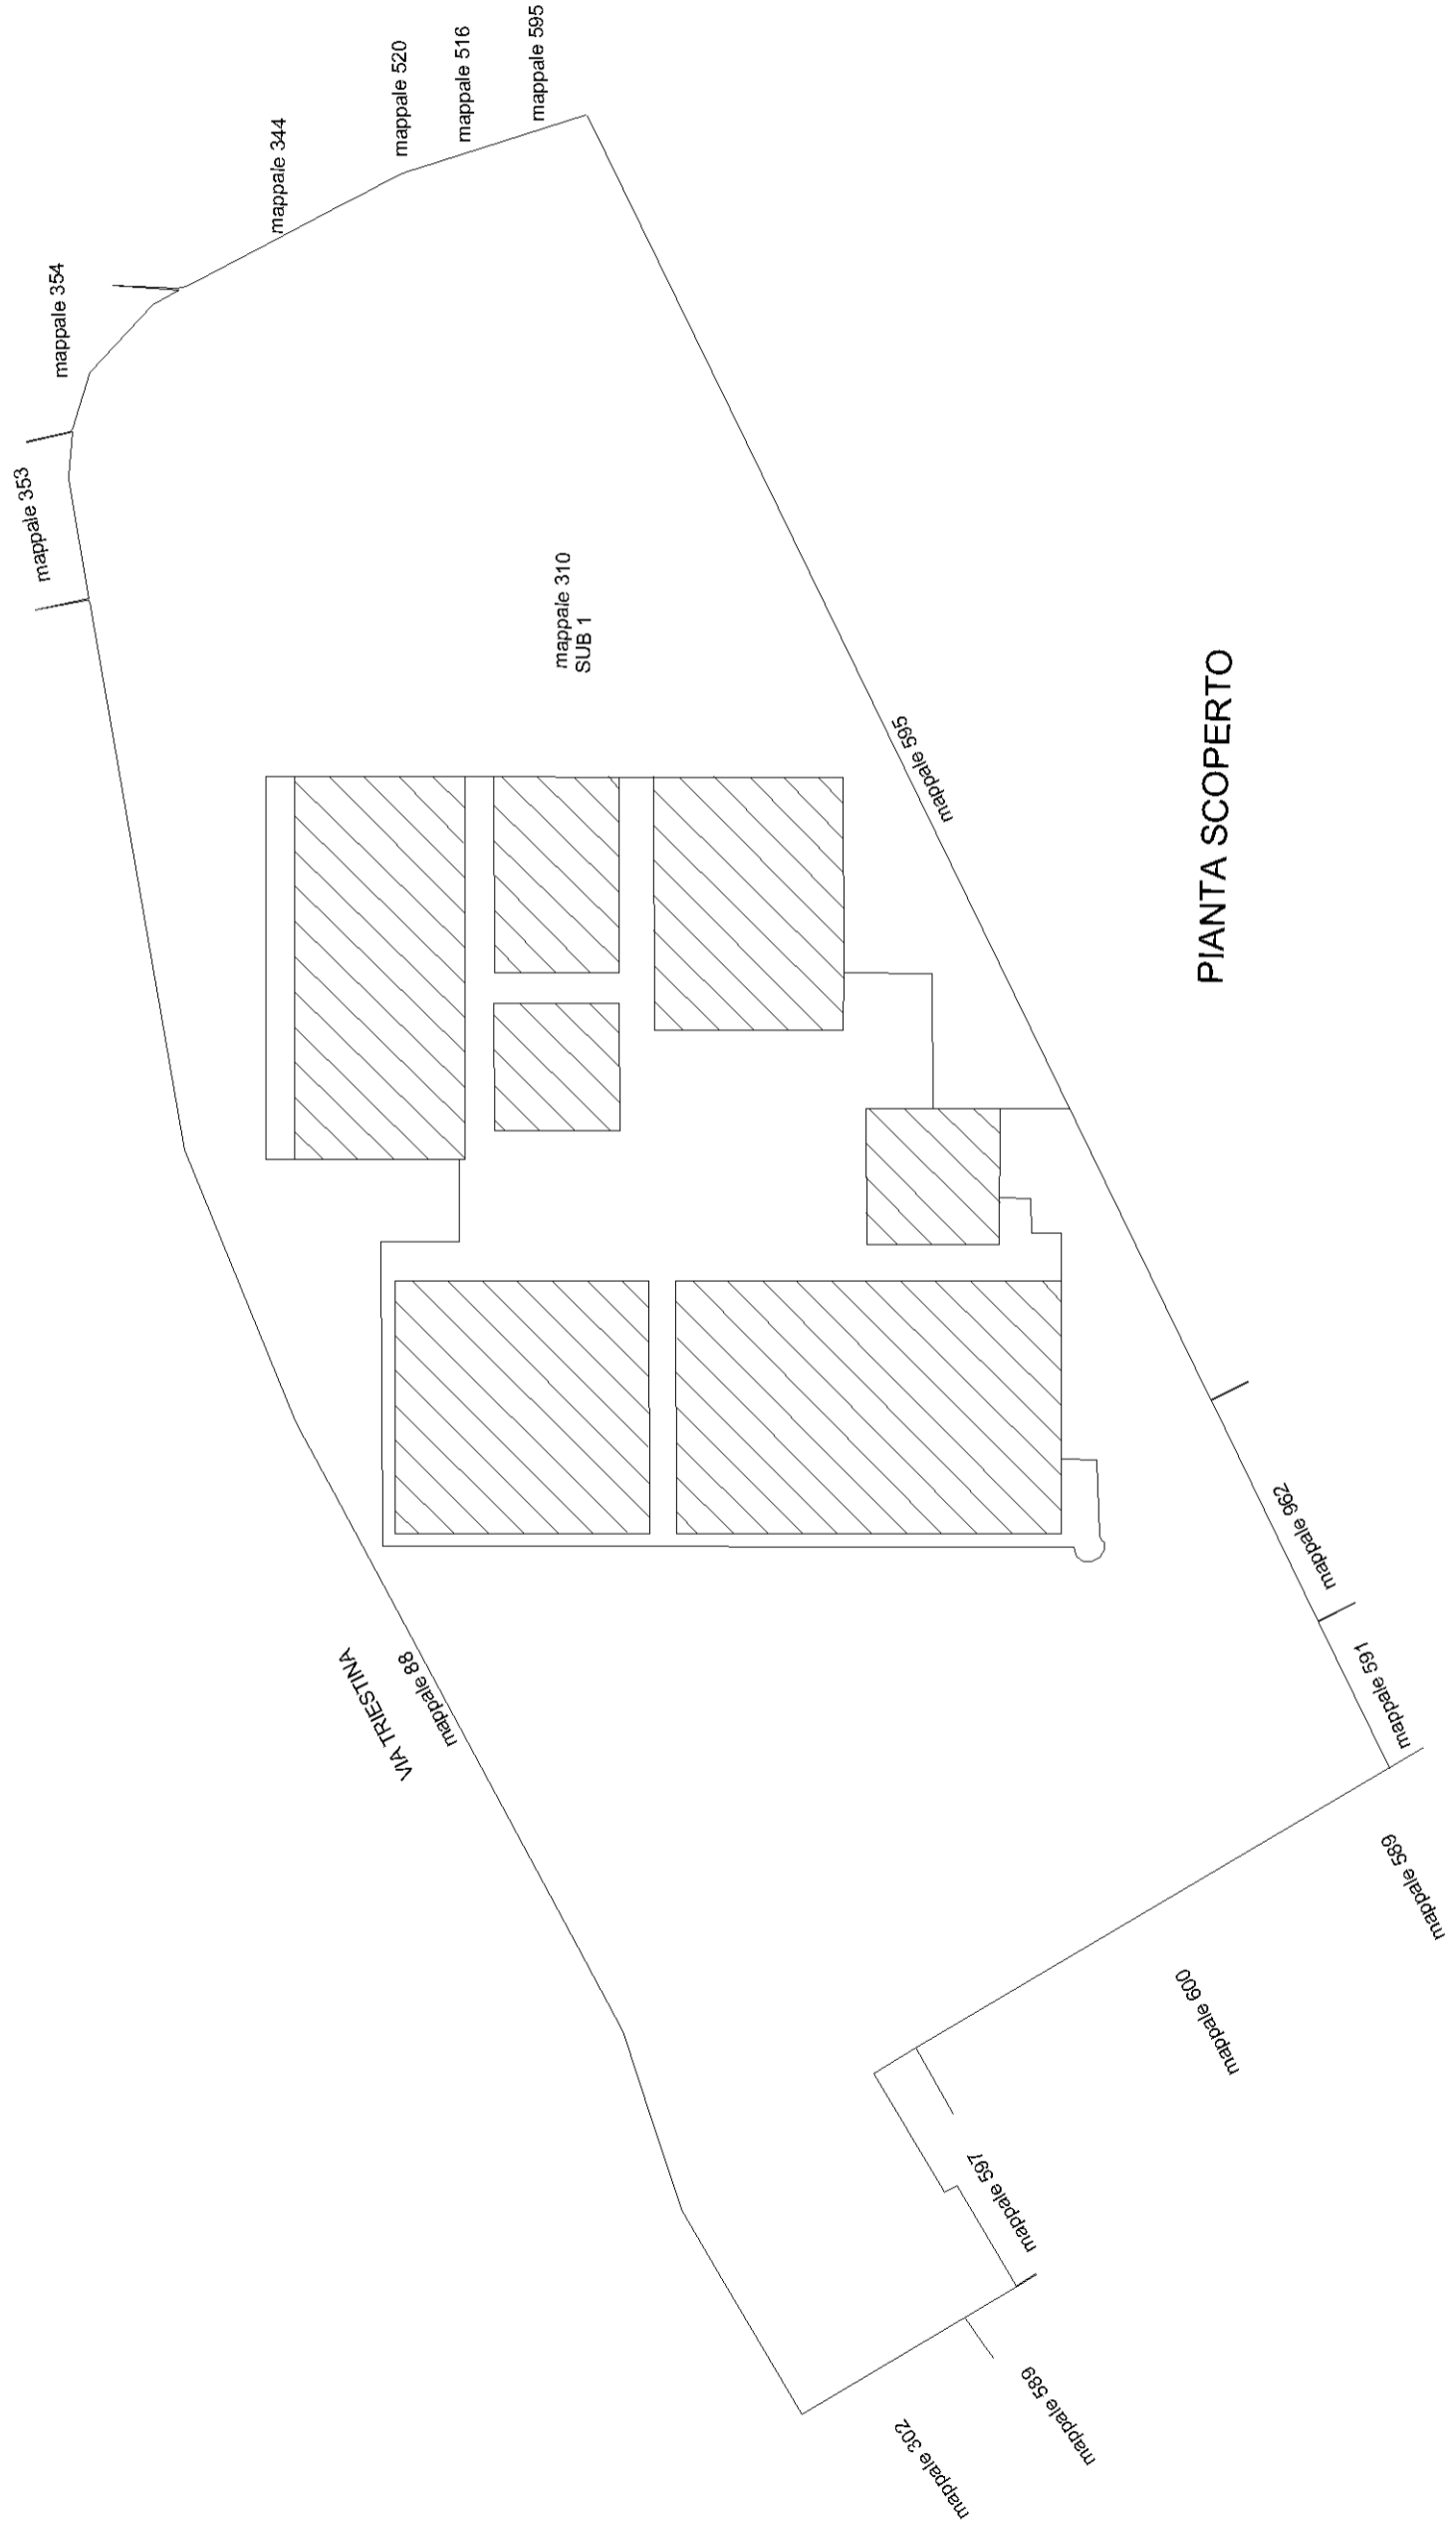 mappale 595
mappale 516
mappale 520
mappale 344
mappale 354
mappale 353
mappale 310
SUB 1
mappale 595
PIANTA SCOPERTO
VIA TRIESTINA
mappale 88
mappale 962
mappale 591
mappale 589
mappale 600
mappale 597
mappale 589
mappale 302